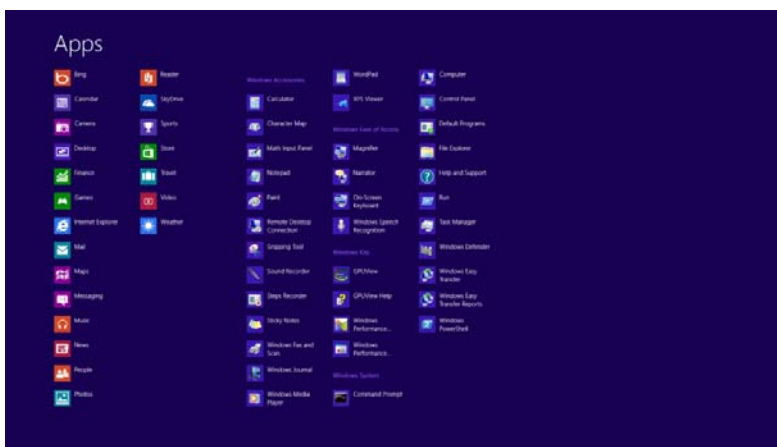 Apps
Bing
Calendar
Camera
Desktop
Finance
Games
Internet Explorer
Mail
Maps
Messaging
Music
News
People
Photos
Reader
SkyDrive
Sports
Store
Travel
Video
Weather
Windows Accessories
Calculator
Character Map
Math Input Panel
Notepad
Paint
Remote Desktop
Connection
Snipping Tool
Sound Recorder
Steps Recorder
Sticky Notes
Windows Fax and
Scan
Windows Journal
Windows Media
Player
WordPad
XPS Viewer
Windows Ease of Access
Magnifier
Narrator
On-Screen
Keyboard
Windows Speech
Recognition
Windows Kits
GPUView
GPUView Help
Windows
Performance...
Windows
Performance...
Windows System
Command Prompt
Computer
Control Panel
Default Programs
File Explorer
Help and Support
Run
Task Manager
Windows Defender
Windows Easy
Transfer
Windows Easy
Transfer Reports
Windows
PowerShell